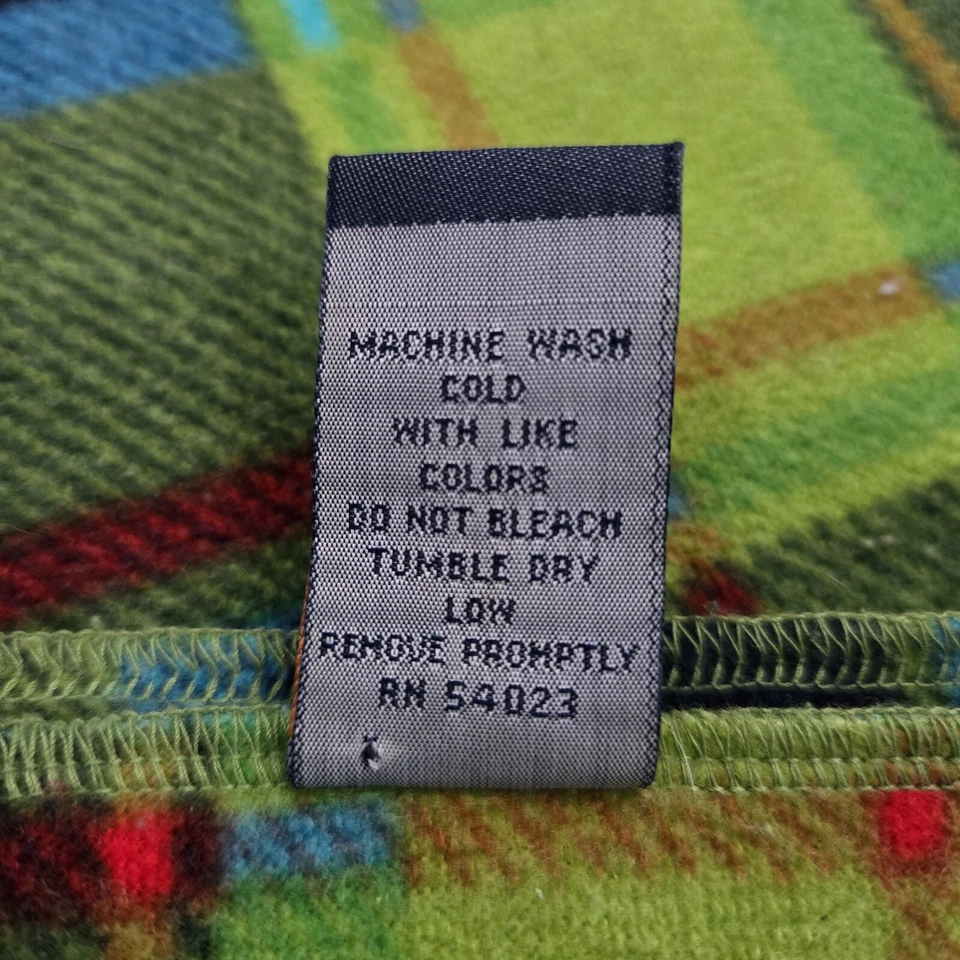 MACHINE WASH
COLD
WITH LIKE
COLORS
DO NOT BLEACH
TUMBLE DRY
LOW
REMOVE PROMPTLY
RN 54023